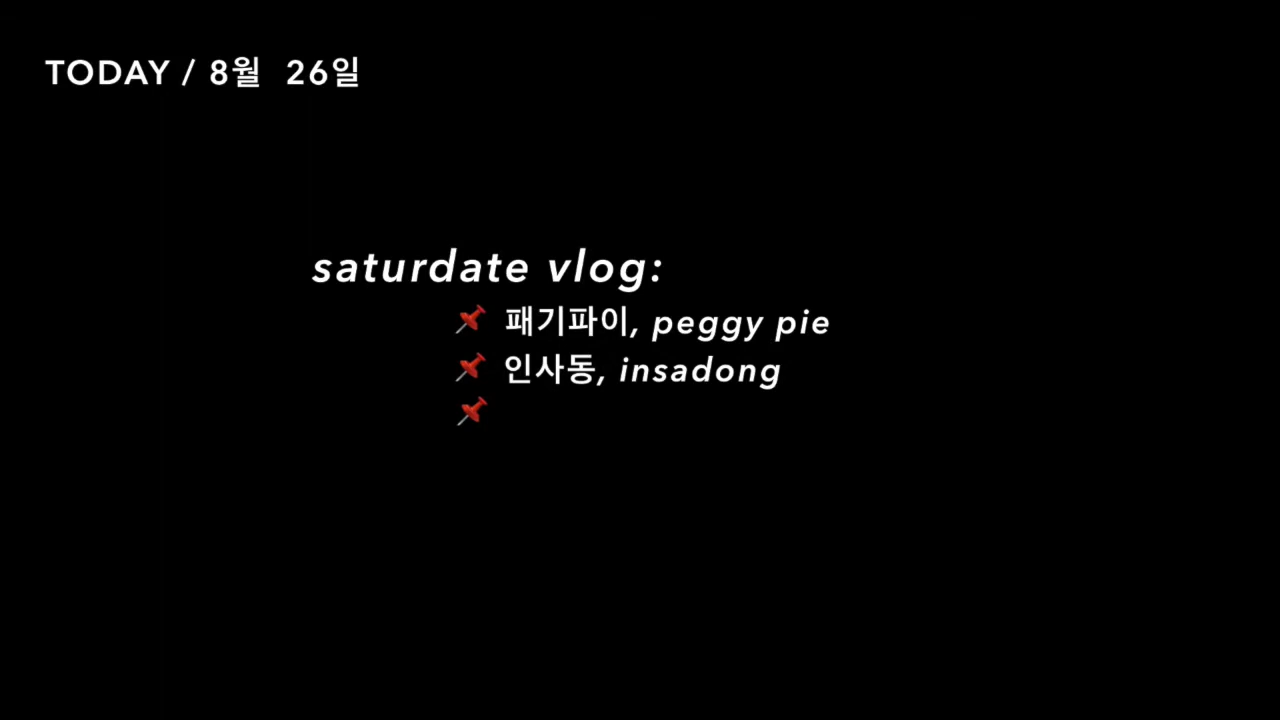 TODAY / 8월 26일
saturdate vlog:
📌 패기파이, peggy pie
📌 인사동, insadong
📌